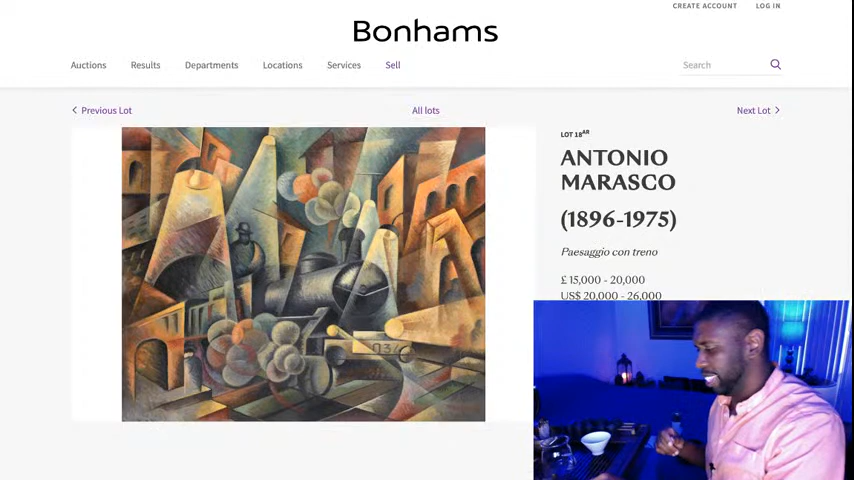 CREATE ACCOUNT LOG IN
Bonhams
Auctions Results Departments Locations Services Sell
Search
Previous Lot All lots Next Lot
LOT 18AR
ANTONIO
MARASCO
(1896-1975)
Paesaggio con treno
£ 15,000 - 20,000
US$ 20,000 - 26,000